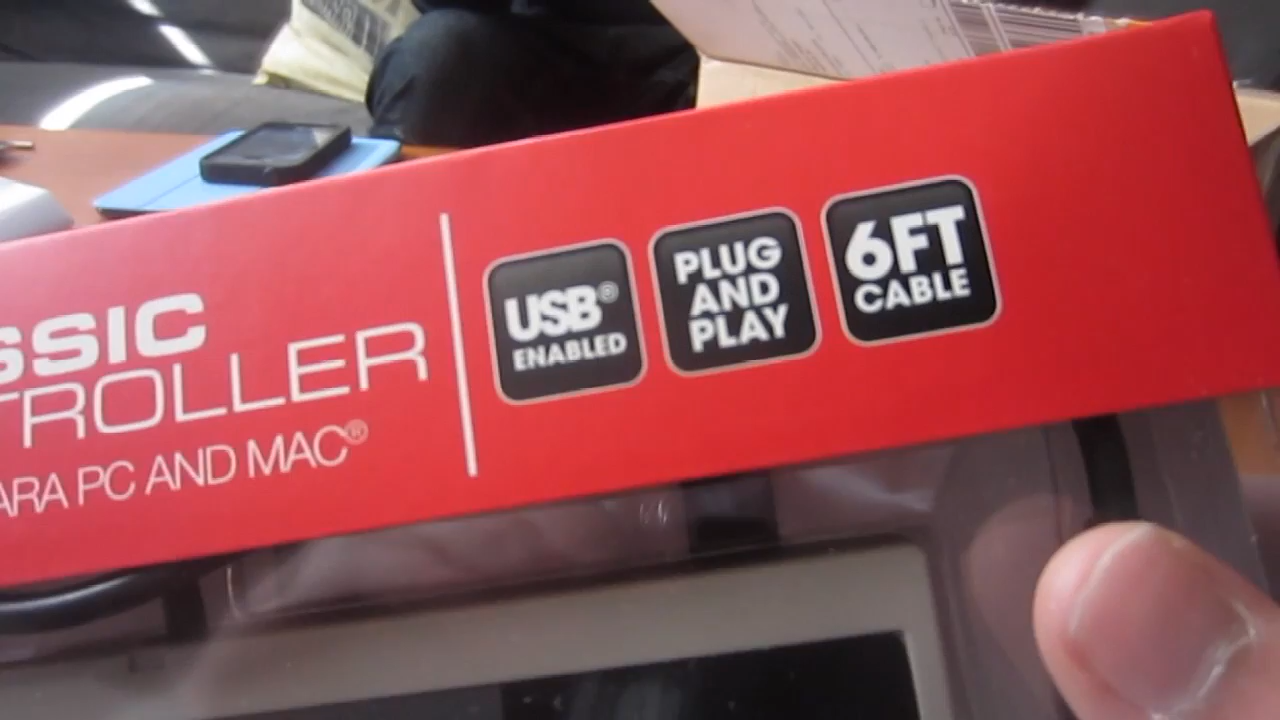 SSIC
TROLLER
ARA PC AND MAC®
USB®
ENABLED
PLUG
AND
PLAY
6FT
CABLE